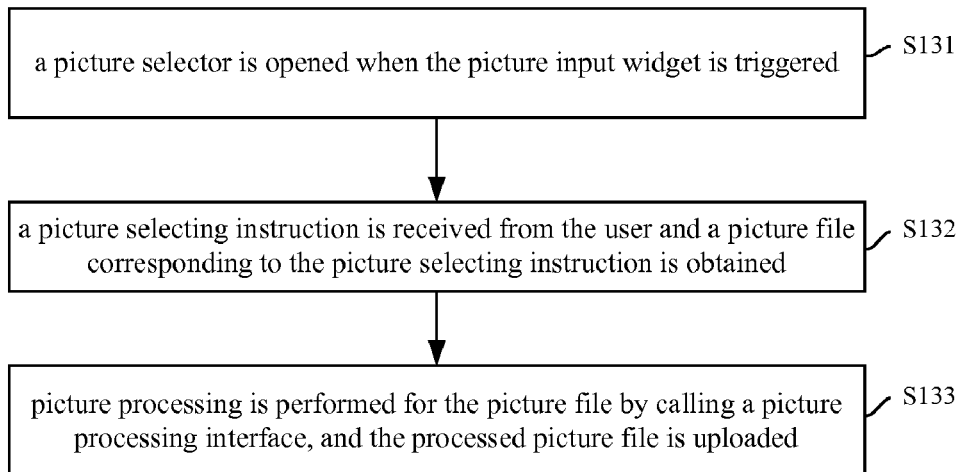 a picture selector is opened when the picture input widget is triggered
S131
a picture selecting instruction is received from the user and a picture file
corresponding to the picture selecting instruction is obtained
S132
picture processing is performed for the picture file by calling a picture
processing interface, and the processed picture file is uploaded
S133